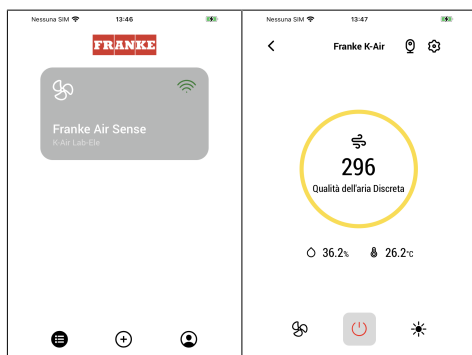 Nessuna SIM 13:46
FRANKE
Franke Air Sense
K-Air Lab-Ele
Nessuna SIM 13:47
Franke K-Air
296
Qualità dell'aria Discreta
36.2% 26.2°C